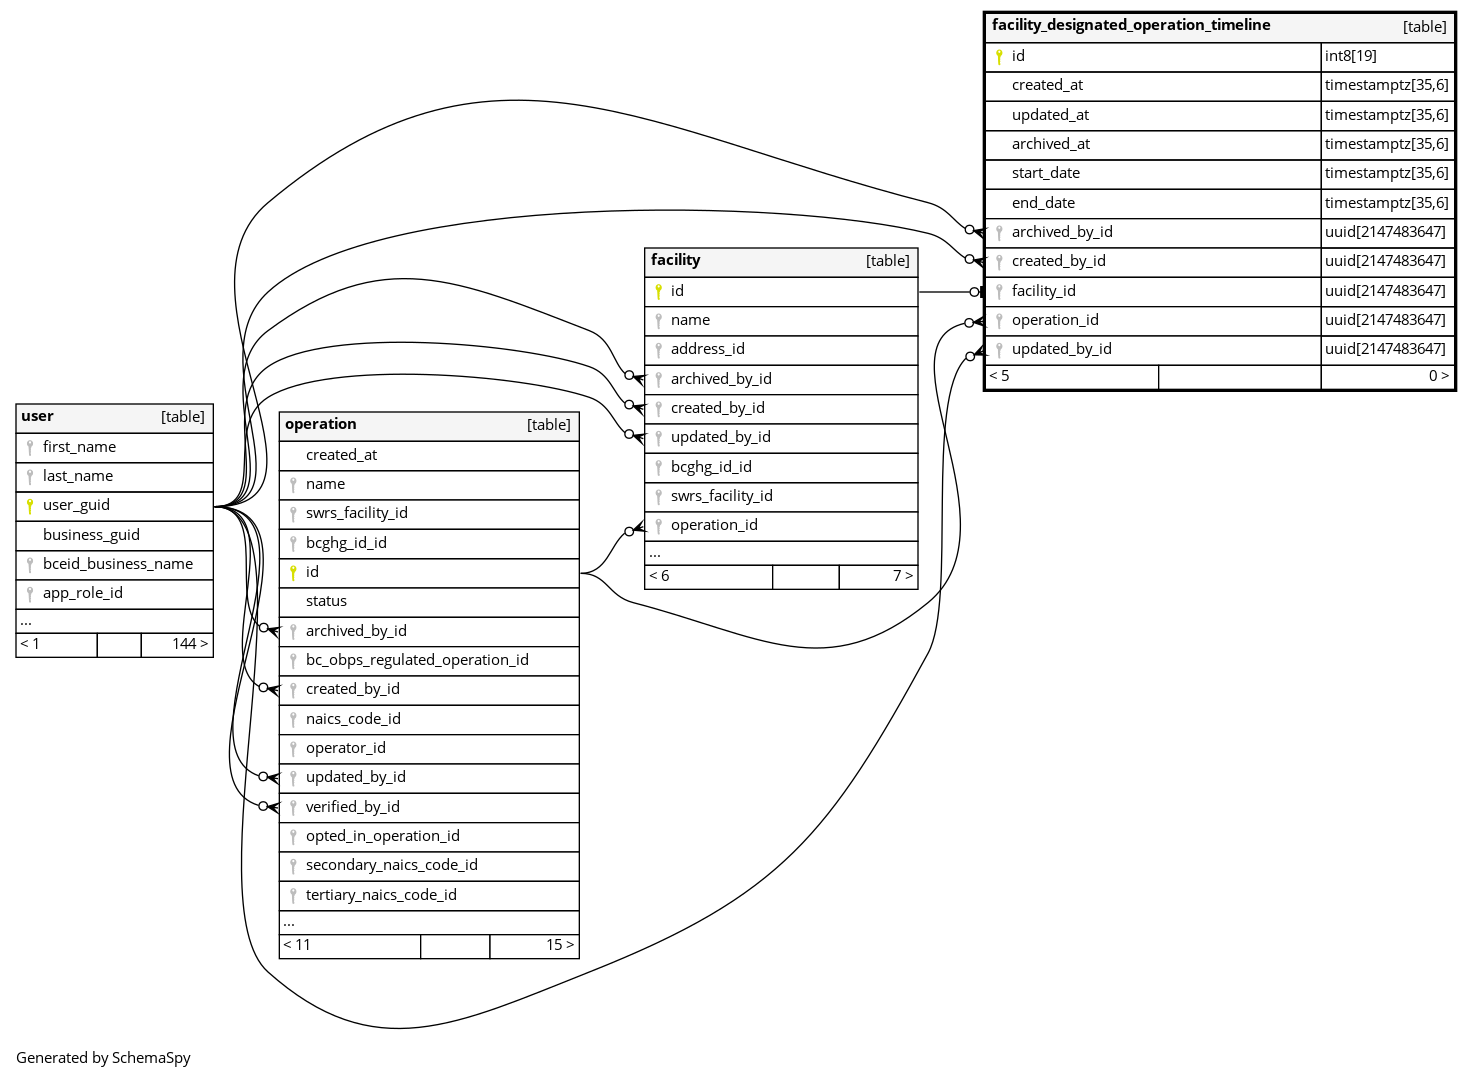 facility_designated_operation_timeline [table]
id int8[19]
created_at timestamptz[35,6]
updated_at timestamptz[35,6]
archived_at timestamptz[35,6]
start_date timestamptz[35,6]
end_date timestamptz[35,6]
archived_by_id uuid[2147483647]
created_by_id uuid[2147483647]
facility_id uuid[2147483647]
operation_id uuid[2147483647]
updated_by_id uuid[2147483647]
< 5 0 >
facility [table]
id
name
address_id
archived_by_id
created_by_id
updated_by_id
bcghg_id_id
swrs_facility_id
operation_id
...
< 6 7 >
user [table]
first_name
last_name
user_guid
business_guid
bceid_business_name
app_role_id
...
< 1 144 >
operation [table]
created_at
name
swrs_facility_id
bcghg_id_id
id
status
archived_by_id
bc_obps_regulated_operation_id
created_by_id
naics_code_id
operator_id
updated_by_id
verified_by_id
opted_in_operation_id
secondary_naics_code_id
tertiary_naics_code_id
...
< 11 15 >
Generated by SchemaSpy